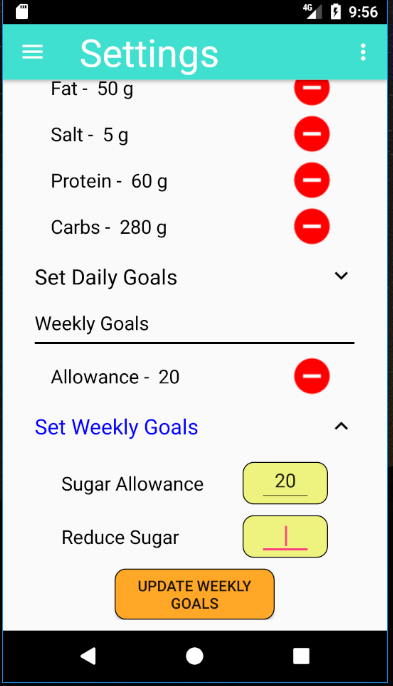 4G 9:56
Settings
Fat - 50 g
Salt - 5 g
Protein - 60 g
Carbs - 280 g
Set Daily Goals
Weekly Goals
Allowance - 20
Set Weekly Goals
Sugar Allowance 20
Reduce Sugar
UPDATE WEEKLY
GOALS